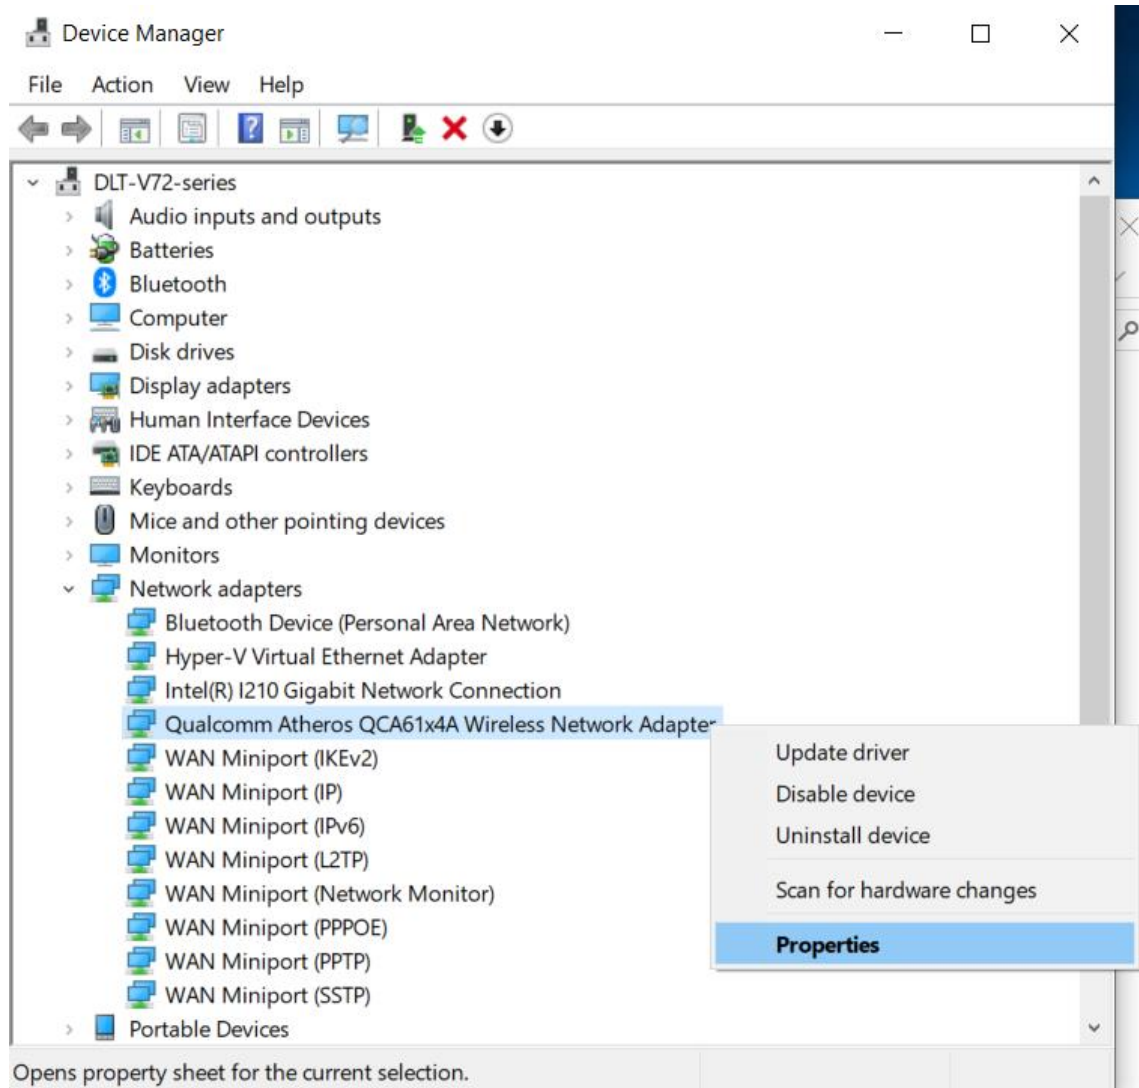 Device Manager
File Action View Help
DLT-V72-series
Audio inputs and outputs
Batteries
Bluetooth
Computer
Disk drives
Display adapters
Human Interface Devices
IDE ATA/ATAPI controllers
Keyboards
Mice and other pointing devices
Monitors
Network adapters
Bluetooth Device (Personal Area Network)
Hyper-V Virtual Ethernet Adapter
Intel(R) I210 Gigabit Network Connection
Qualcomm Atheros QCA61x4A Wireless Network Adapter
WAN Miniport (IKEv2)
WAN Miniport (IP)
WAN Miniport (IPv6)
WAN Miniport (L2TP)
WAN Miniport (Network Monitor)
WAN Miniport (PPPOE)
WAN Miniport (PPTP)
WAN Miniport (SSTP)
Portable Devices
Update driver
Disable device
Uninstall device
Scan for hardware changes
Properties
Opens property sheet for the current selection.